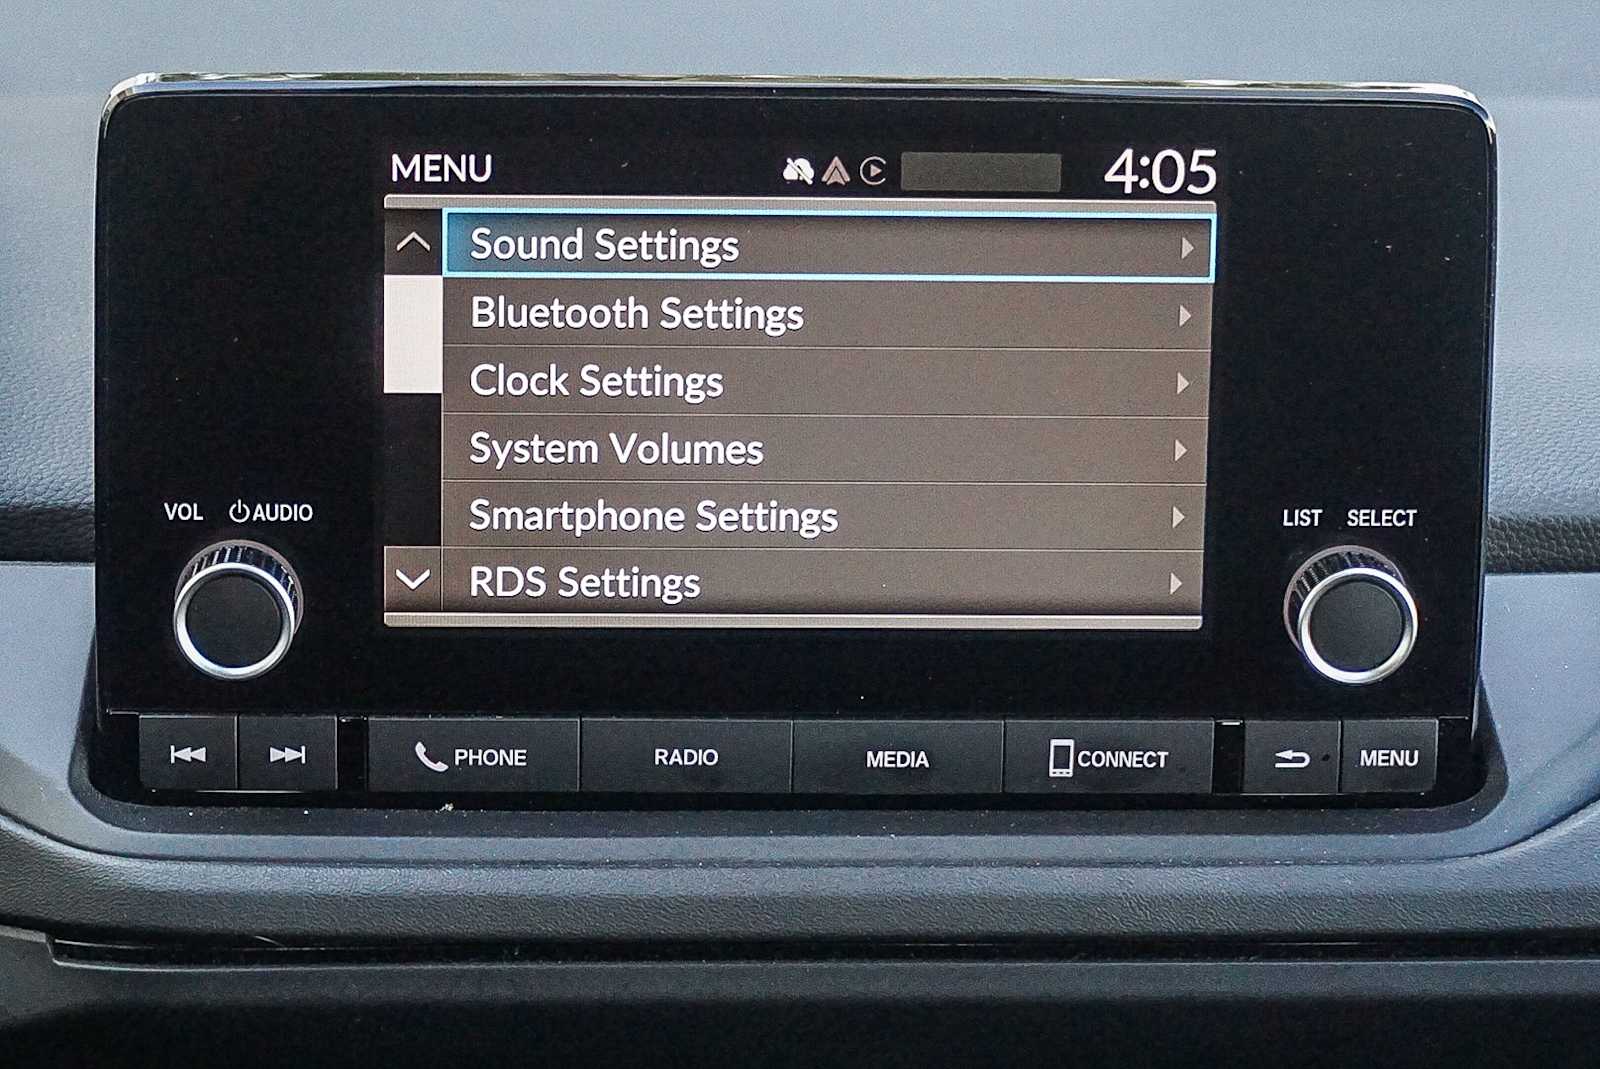 MENU 4:05
Sound Settings
Bluetooth Settings
Clock Settings
System Volumes
Smartphone Settings
RDS Settings
VOL AUDIO
LIST SELECT
PHONE RADIO MEDIA CONNECT MENU